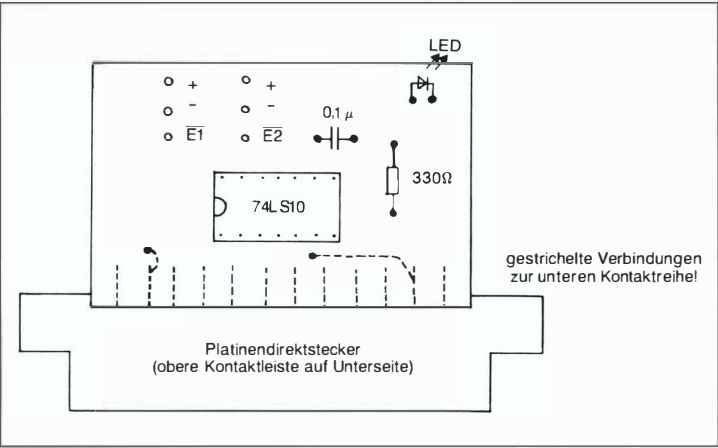 LED
+ +
- -
E1 E2
0,1 µ
330Ω
74LS10
gestrichelte Verbindungen
zur unteren Kontaktreihe!
Platinendirektstecker
(obere Kontaktleiste auf Unterseite)